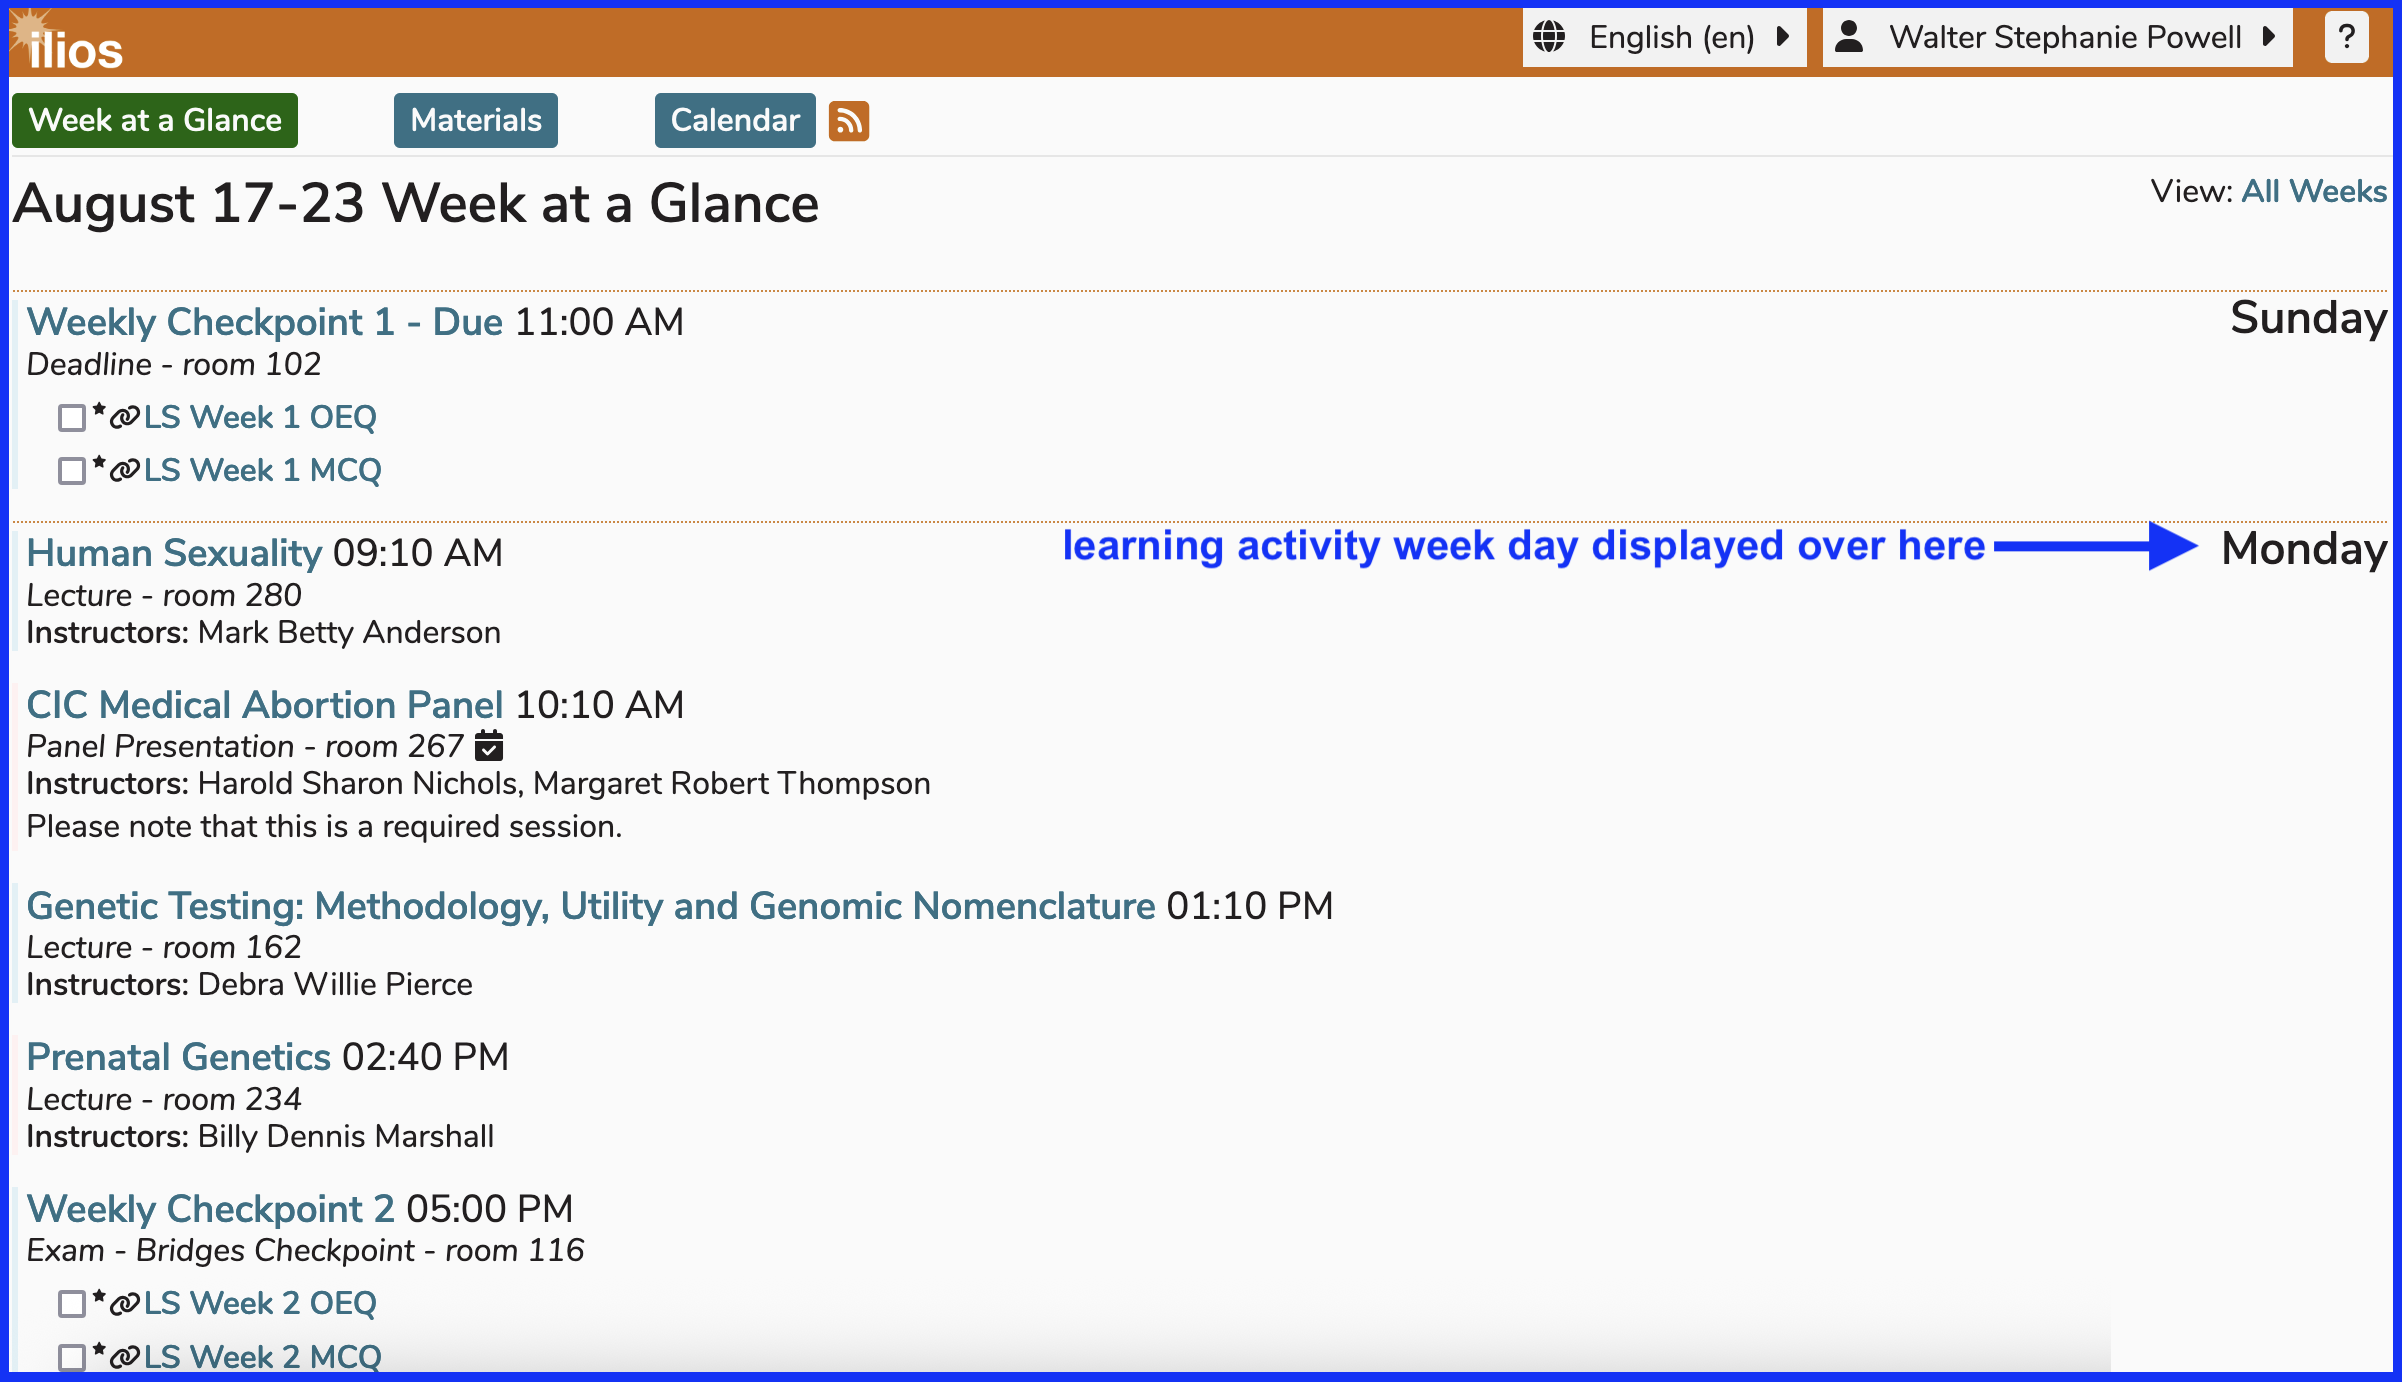 ilios
English (en)
Walter Stephanie Powell
?
Week at a Glance
Materials
Calendar
August 17-23 Week at a Glance
View: All Weeks
Weekly Checkpoint 1 - Due 11:00 AM
Sunday
Deadline - room 102
LS Week 1 OEQ
LS Week 1 MCQ
Human Sexuality 09:10 AM
learning activity week day displayed over here
Monday
Lecture - room 280
Instructors: Mark Betty Anderson
CIC Medical Abortion Panel 10:10 AM
Panel Presentation - room 267
Instructors: Harold Sharon Nichols, Margaret Robert Thompson
Please note that this is a required session.
Genetic Testing: Methodology, Utility and Genomic Nomenclature 01:10 PM
Lecture - room 162
Instructors: Debra Willie Pierce
Prenatal Genetics 02:40 PM
Lecture - room 234
Instructors: Billy Dennis Marshall
Weekly Checkpoint 2 05:00 PM
Exam - Bridges Checkpoint - room 116
LS Week 2 OEQ
LS Week 2 MCQ